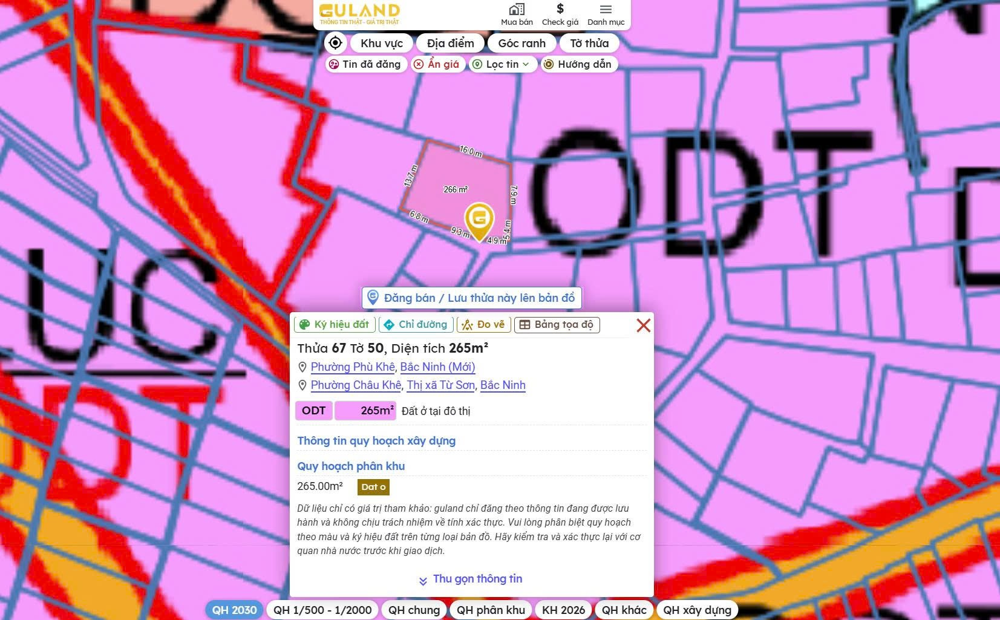 GULAND
THÔNG TIN THẬT - GIÁ TRỊ THẬT
Mua bán
$
Check giá
Danh mục
Khu vực
Địa điểm
Góc ranh
Tờ thửa
Tin đã đăng
Ẩn giá
Lọc tin
Hướng dẫn
16.0 m
13.7 m
266 m²
7.9 m
6.8 m
9.3 m
5.4 m
4.9 m
ODT
D
UC
DT
Đăng bán / Lưu thửa này lên bản đồ
Ký hiệu đất
Chỉ đường
Đo vẽ
Bảng tọa độ
Thửa 67 Tờ 50, Diện tích 265m²
Phường Phù Khê, Bắc Ninh (Mới)
Phường Châu Khê, Thị xã Từ Sơn, Bắc Ninh
ODT 265m² Đất ở tại đô thị
Thông tin quy hoạch xây dựng
Quy hoạch phân khu
265.00m² Dat o
Dữ liệu chỉ có giá trị tham khảo: guland chỉ đăng theo thông tin đang được lưu
hành và không chịu trách nhiệm về tính xác thực. Vui lòng phân biệt quy hoạch
theo màu và ký hiệu đất trên từng loại bản đồ. Hãy kiểm tra và xác thực lại với cơ
quan nhà nước trước khi giao dịch.
Thu gọn thông tin
QH 2030
QH 1/500 - 1/2000
QH chung
QH phân khu
KH 2026
QH khác
QH xây dựng